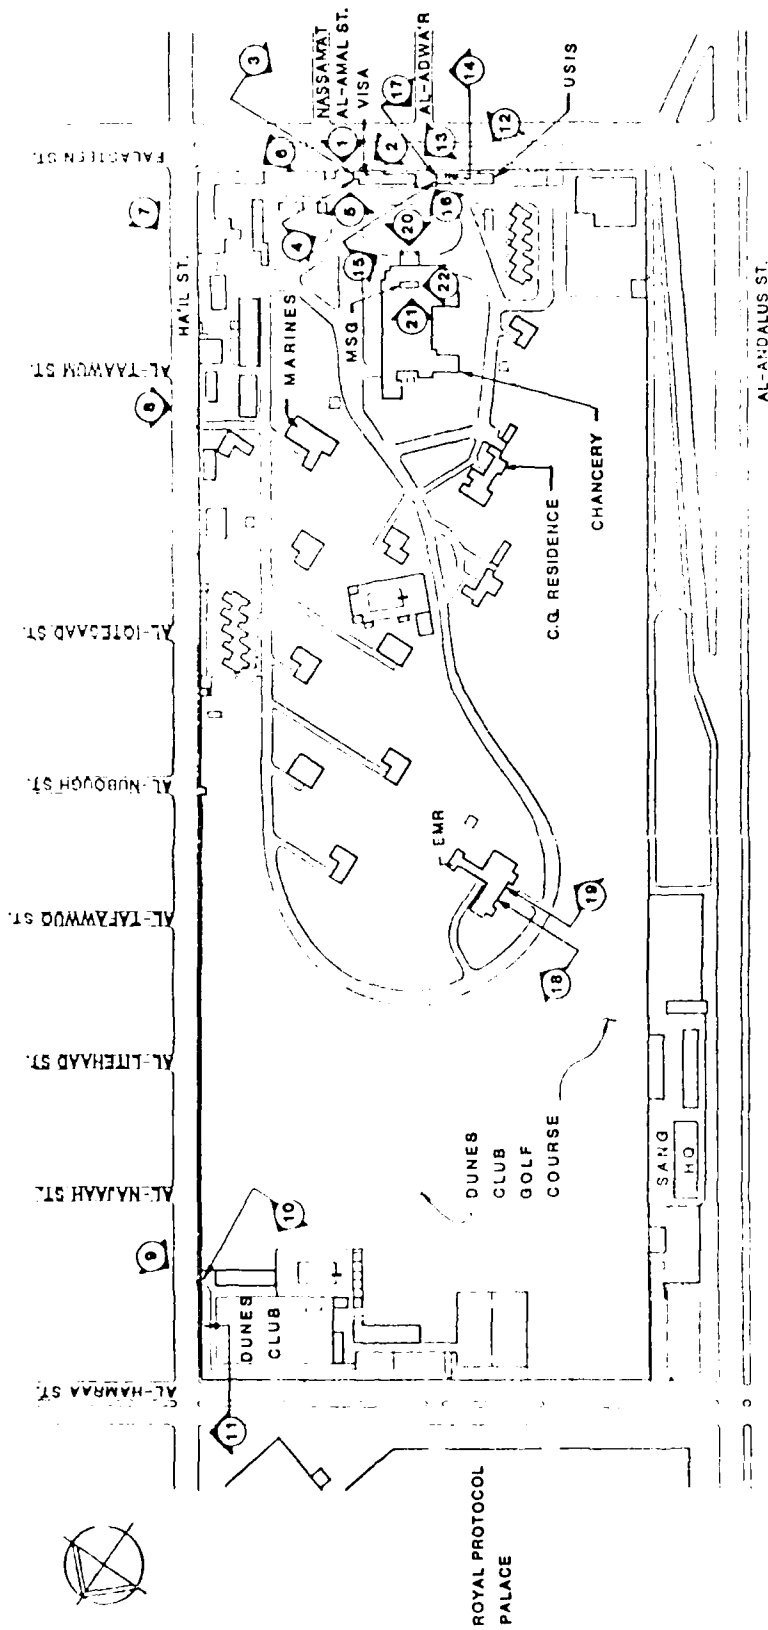 FALASTEEN ST.
HA'IL ST.
AL-TAAWUM ST.
AL-IQTESAAD ST.
AL-NUBOUGH ST.
AL-TAFAWWUQ ST.
AL-LITEHAAD ST.
AL-NAJAAH ST.
AL-HAMRAA ST.
AL-ANDALUS ST.
NASSAMAT
AL-AMAL ST.
VISA
AL-ADWA'R
USIS
MARINES
MSG
CHANCERY
C.G. RESIDENCE
EMR
DUNES
CLUB
GOLF
COURSE
SANG
HQ
DUNES
CLUB
ROYAL PROTOCOL
PALACE
1
2
3
4
5
6
7
8
9
10
11
12
13
14
15
16
17
18
19
20
21
22